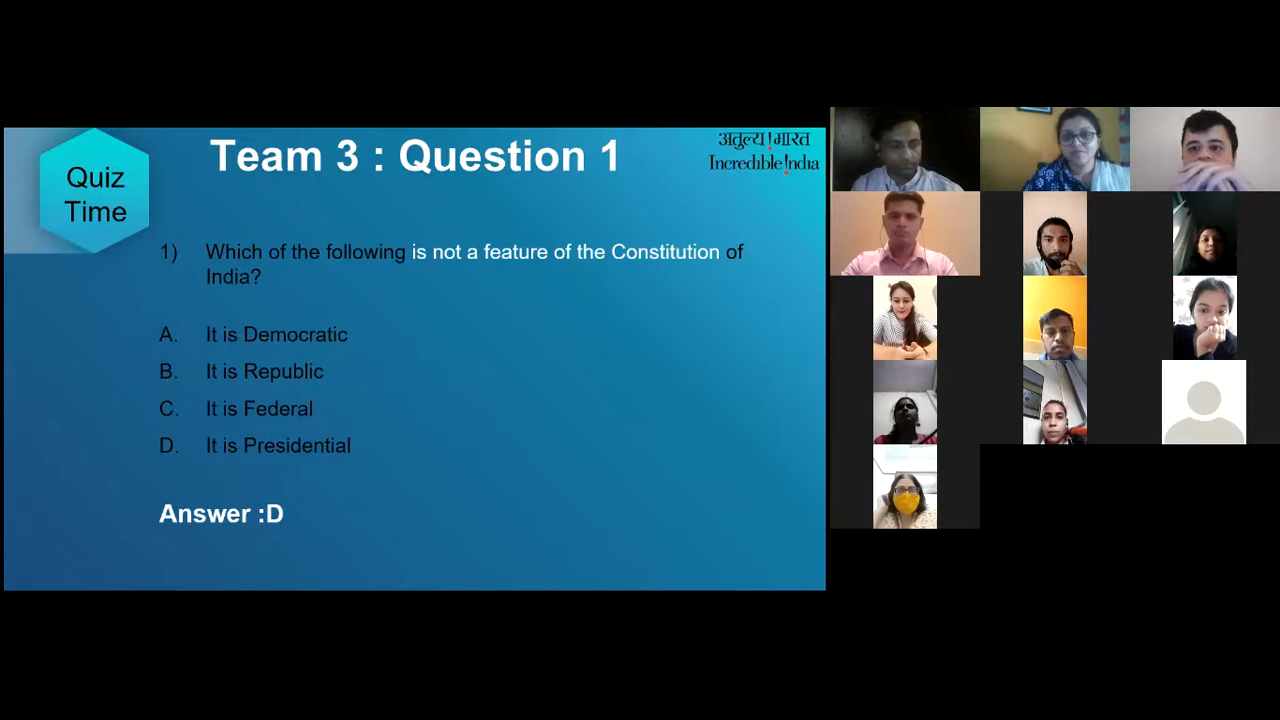 Quiz
Time
Team 3 : Question 1
अतुल्य!भारत
Incredible!ndia
1) Which of the following is not a feature of the Constitution of
India?
A. It is Democratic
B. It is Republic
C. It is Federal
D. It is Presidential
Answer :D